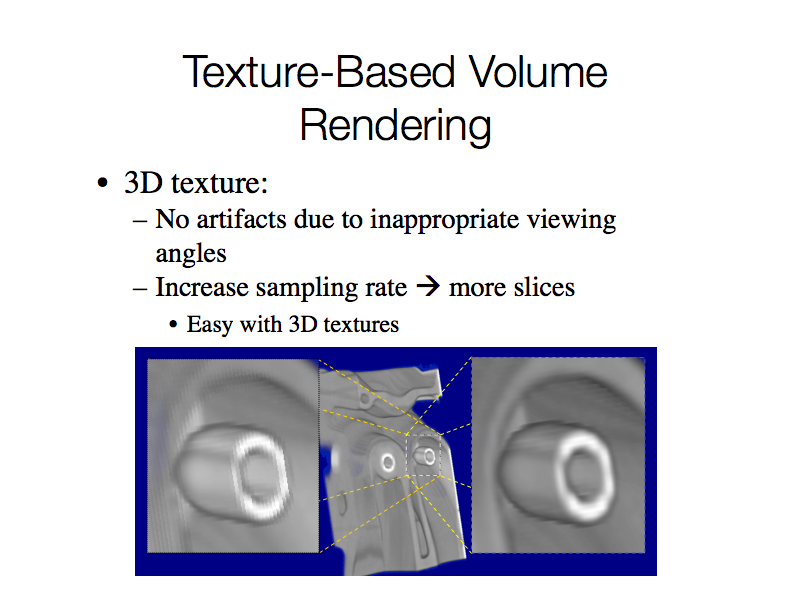 Texture-Based Volume
Rendering
• 3D texture:
– No artifacts due to inappropriate viewing
angles
– Increase sampling rate → more slices
• Easy with 3D textures